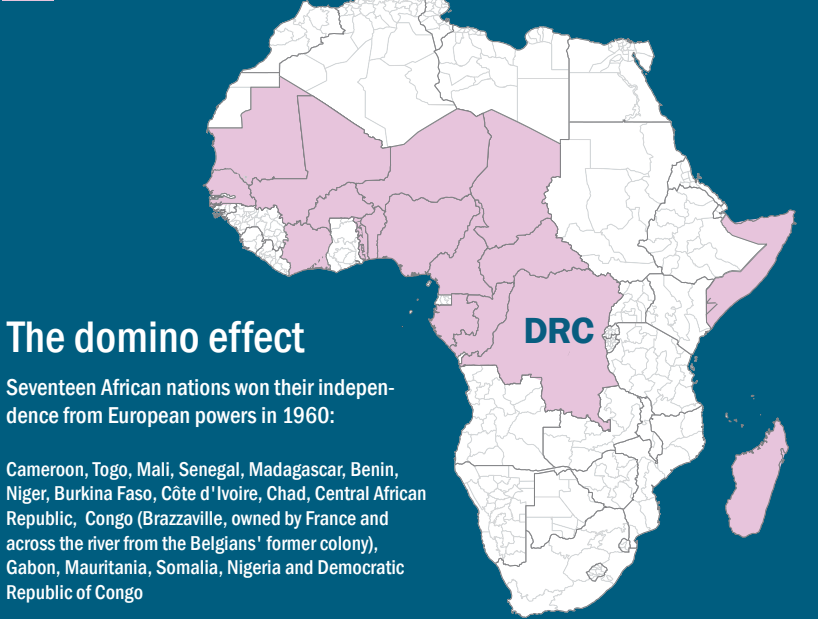 DRC
The domino effect
Seventeen African nations won their indepen-
dence from European powers in 1960:
Cameroon, Togo, Mali, Senegal, Madagascar, Benin,
Niger, Burkina Faso, Côte d'Ivoire, Chad, Central African
Republic,  Congo (Brazzaville, owned by France and
across the river from the Belgians' former colony),
Gabon, Mauritania, Somalia, Nigeria and Democratic
Republic of Congo